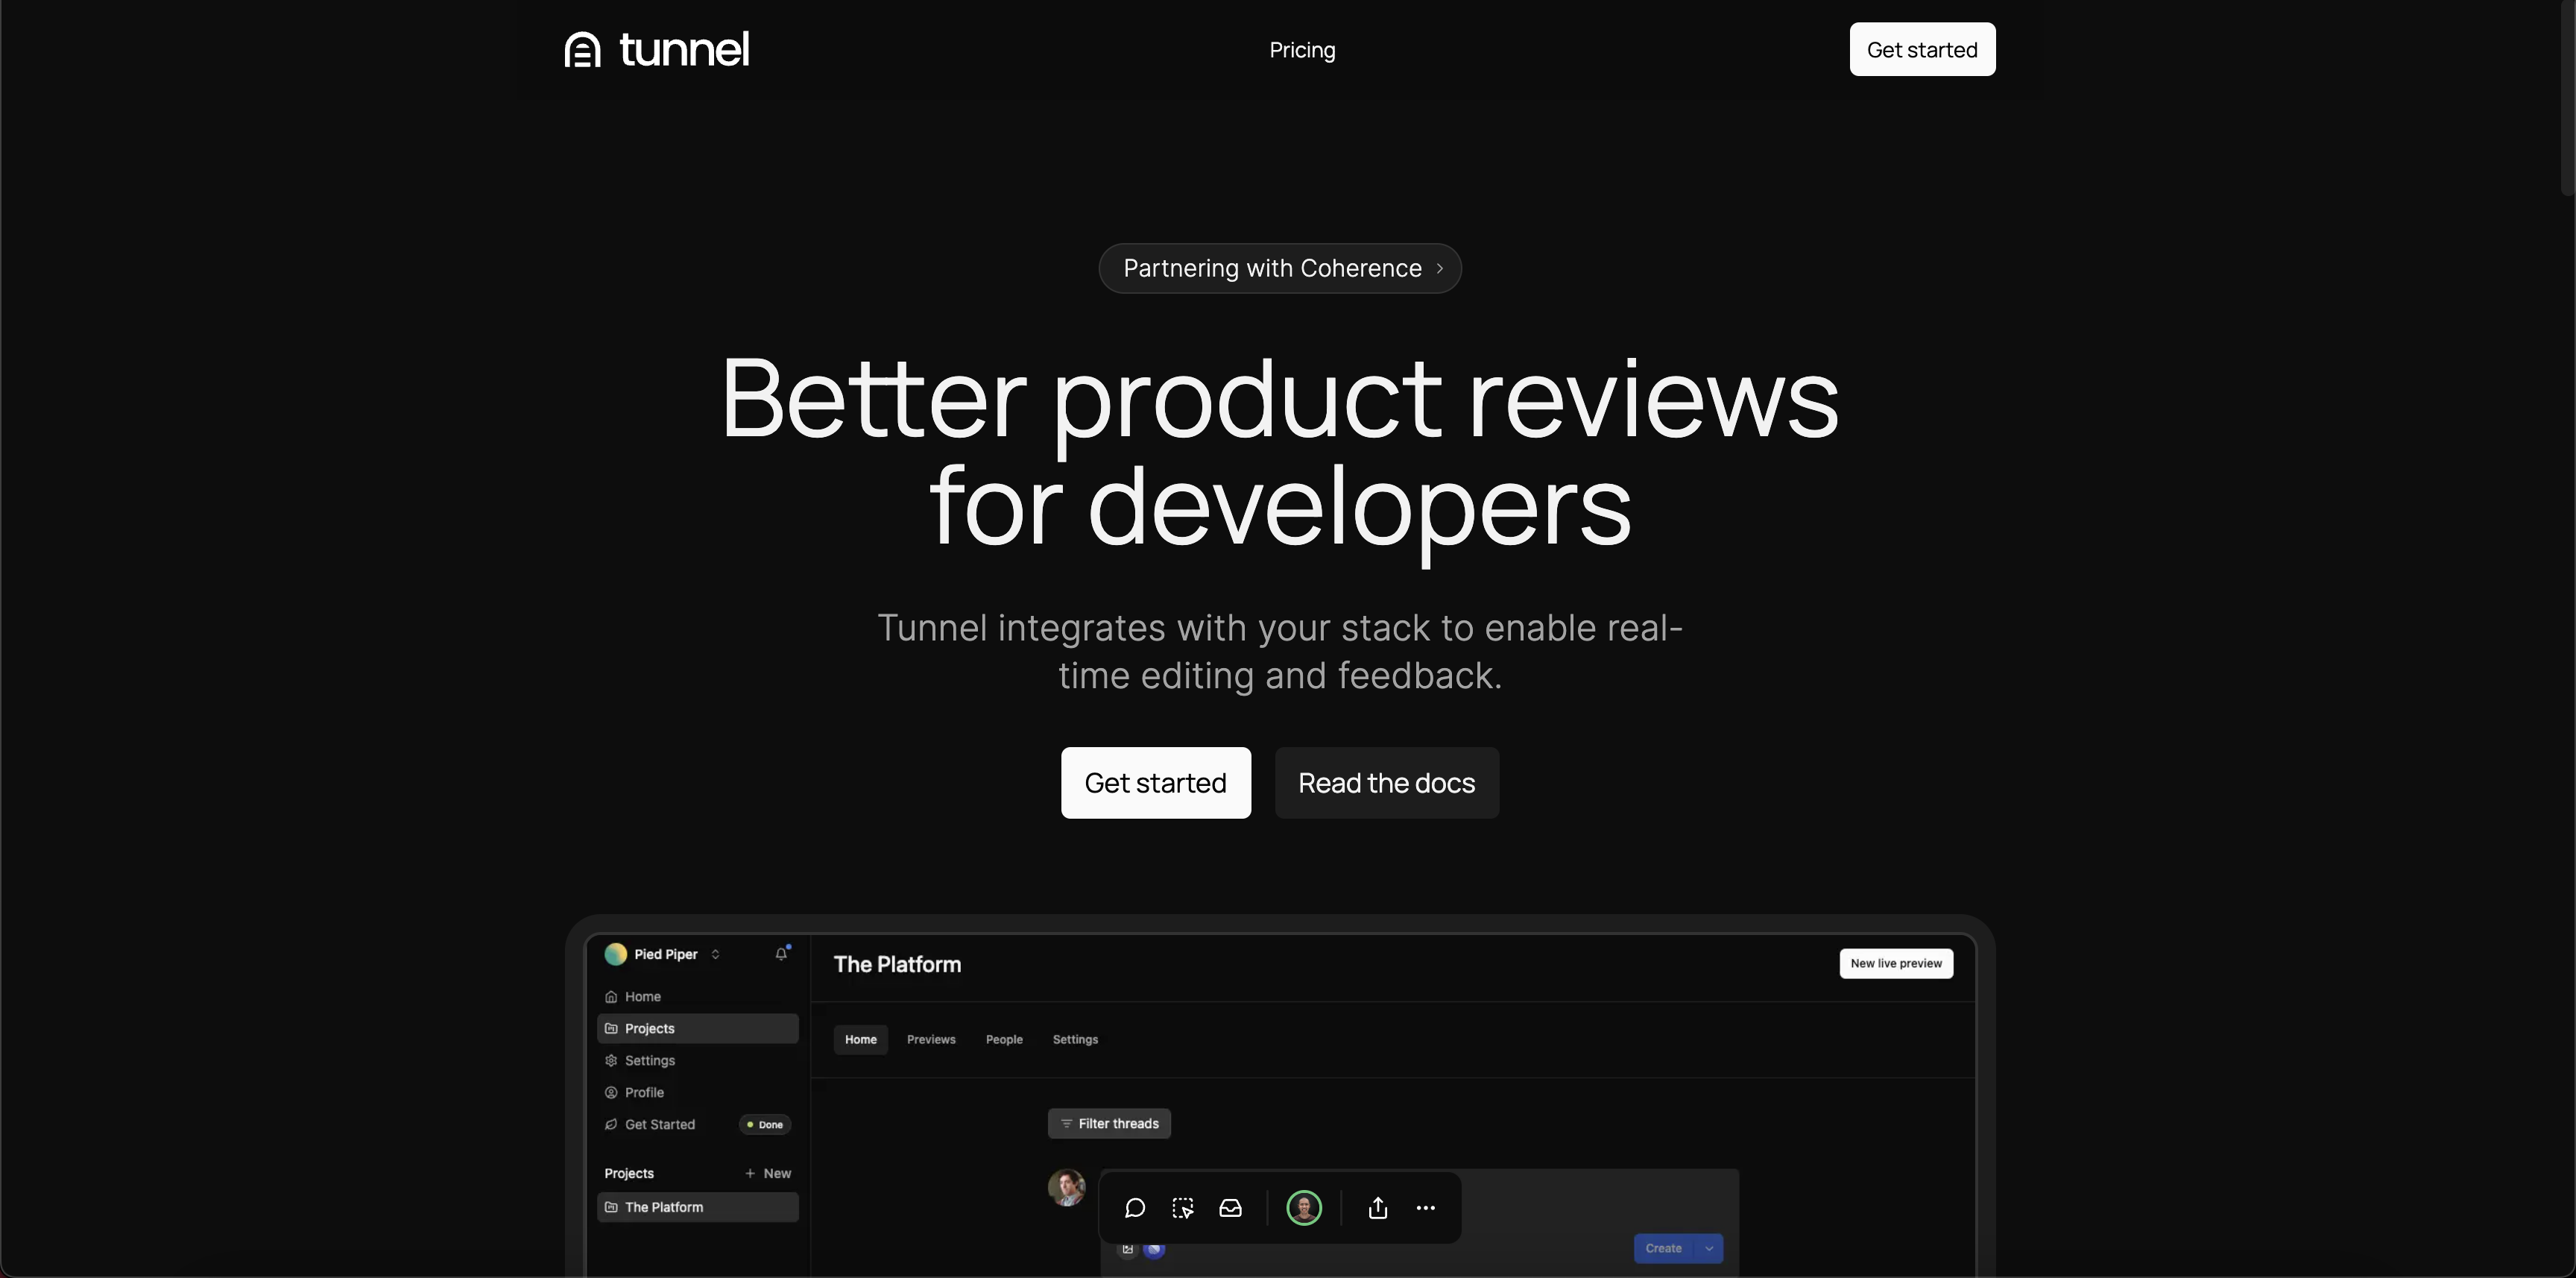 tunnel
Pricing
Get started
Partnering with Coherence
Better product reviews
for developers
Tunnel integrates with your stack to enable real-
time editing and feedback.
Get started
Read the docs
Pied Piper
Home
Projects
Settings
Profile
Get Started
Done
Projects
+ New
The Platform
The Platform
New live preview
Home
Previews
People
Settings
Filter threads
Create